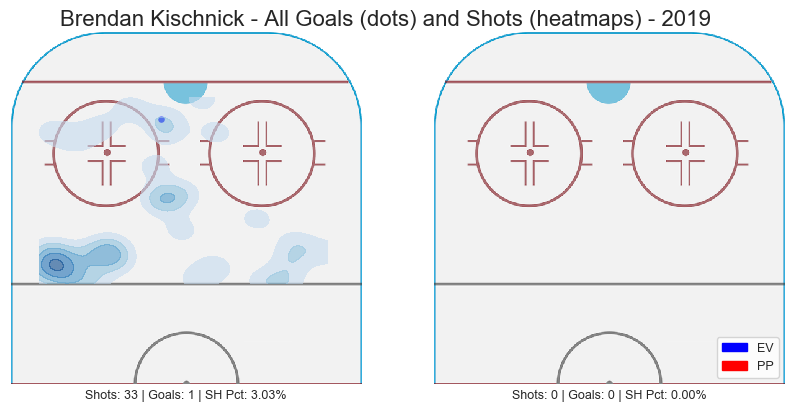 Brendan Kischnick - All Goals (dots) and Shots (heatmaps) - 2019
EV
PP
Shots: 33 | Goals: 1 | SH Pct: 3.03%
Shots: 0 | Goals: 0 | SH Pct: 0.00%